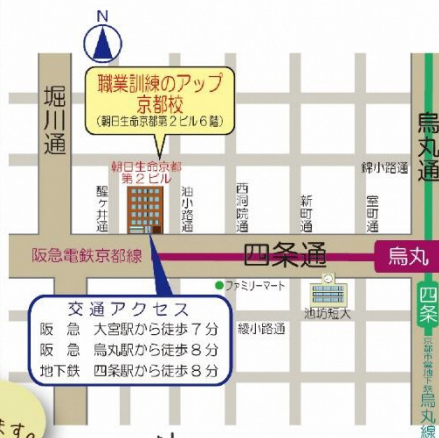 N
職業訓練のアップ
京都校
(朝日生命京都第2ビル6階)
堀川通
朝日生命京都
第2ビル
醒ヶ井通
油小路通
西洞院通
新町通
室町通
錦小路通
烏丸通
阪急電鉄京都線
四条通
烏丸
ファミリーマート
池坊短大
綾小路通
四条
京都市営地下鉄烏丸線
交通アクセス
阪 急 大宮駅から徒歩7分
阪 急 烏丸駅から徒歩8分
地下鉄 四条駅から徒歩8分
ます。